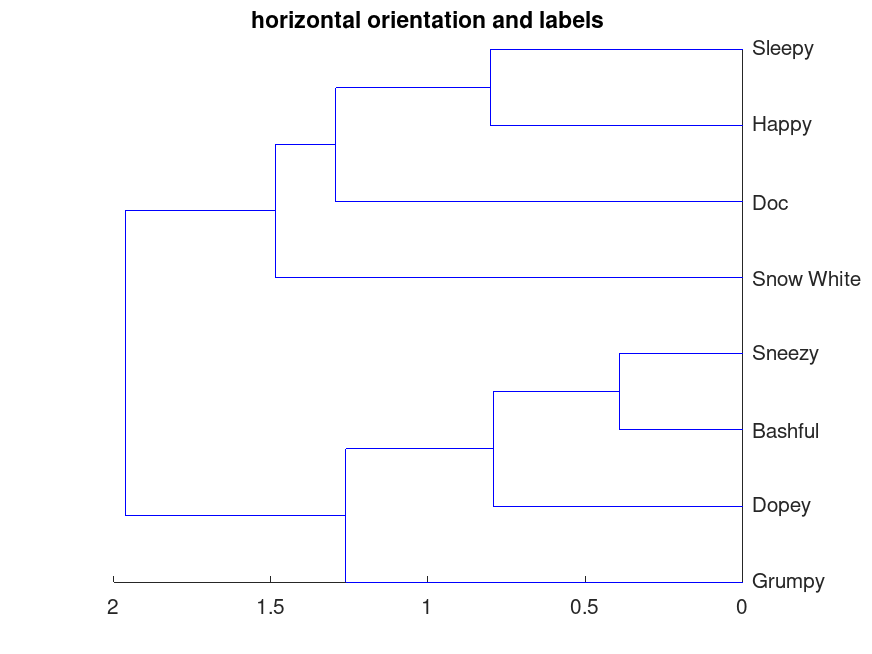 horizontal orientation and labels
Sleepy
Happy
Doc
Snow White
Sneezy
Bashful
Dopey
Grumpy
2 1.5 1 0.5 0